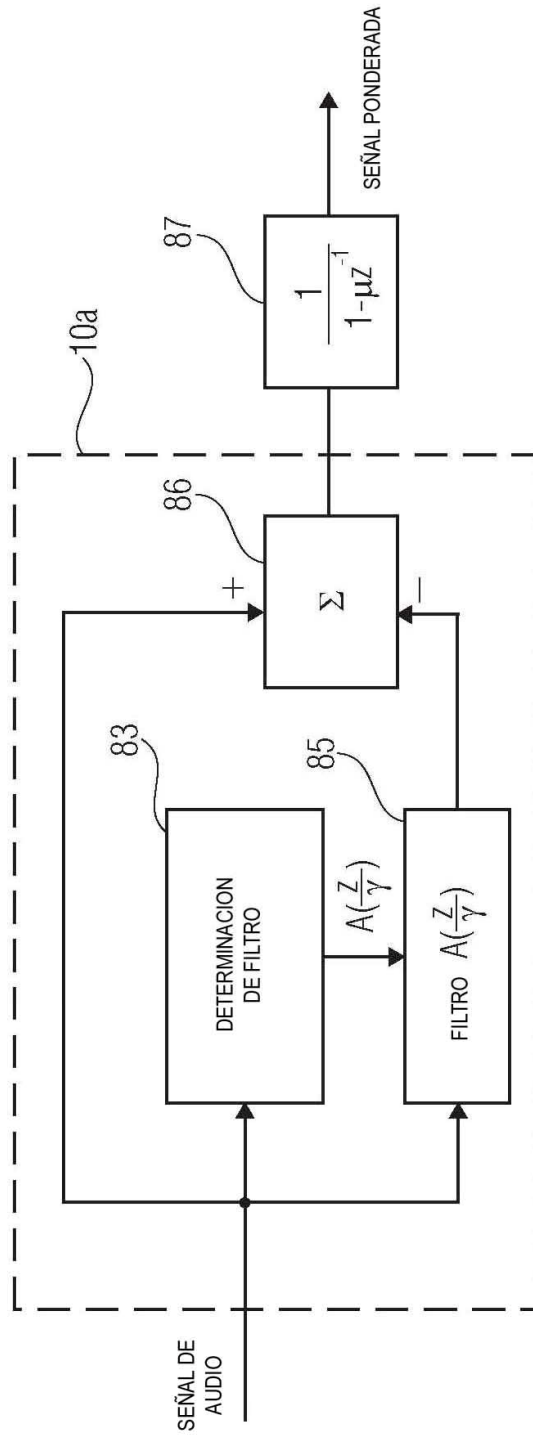 SEÑAL DE
AUDIO
10a
83
DETERMINACION
DE FILTRO
A(z/γ)
85
FILTRO A(z/γ)
86
+
Σ
−
87
1
1-μz⁻¹
SEÑAL PONDERADA